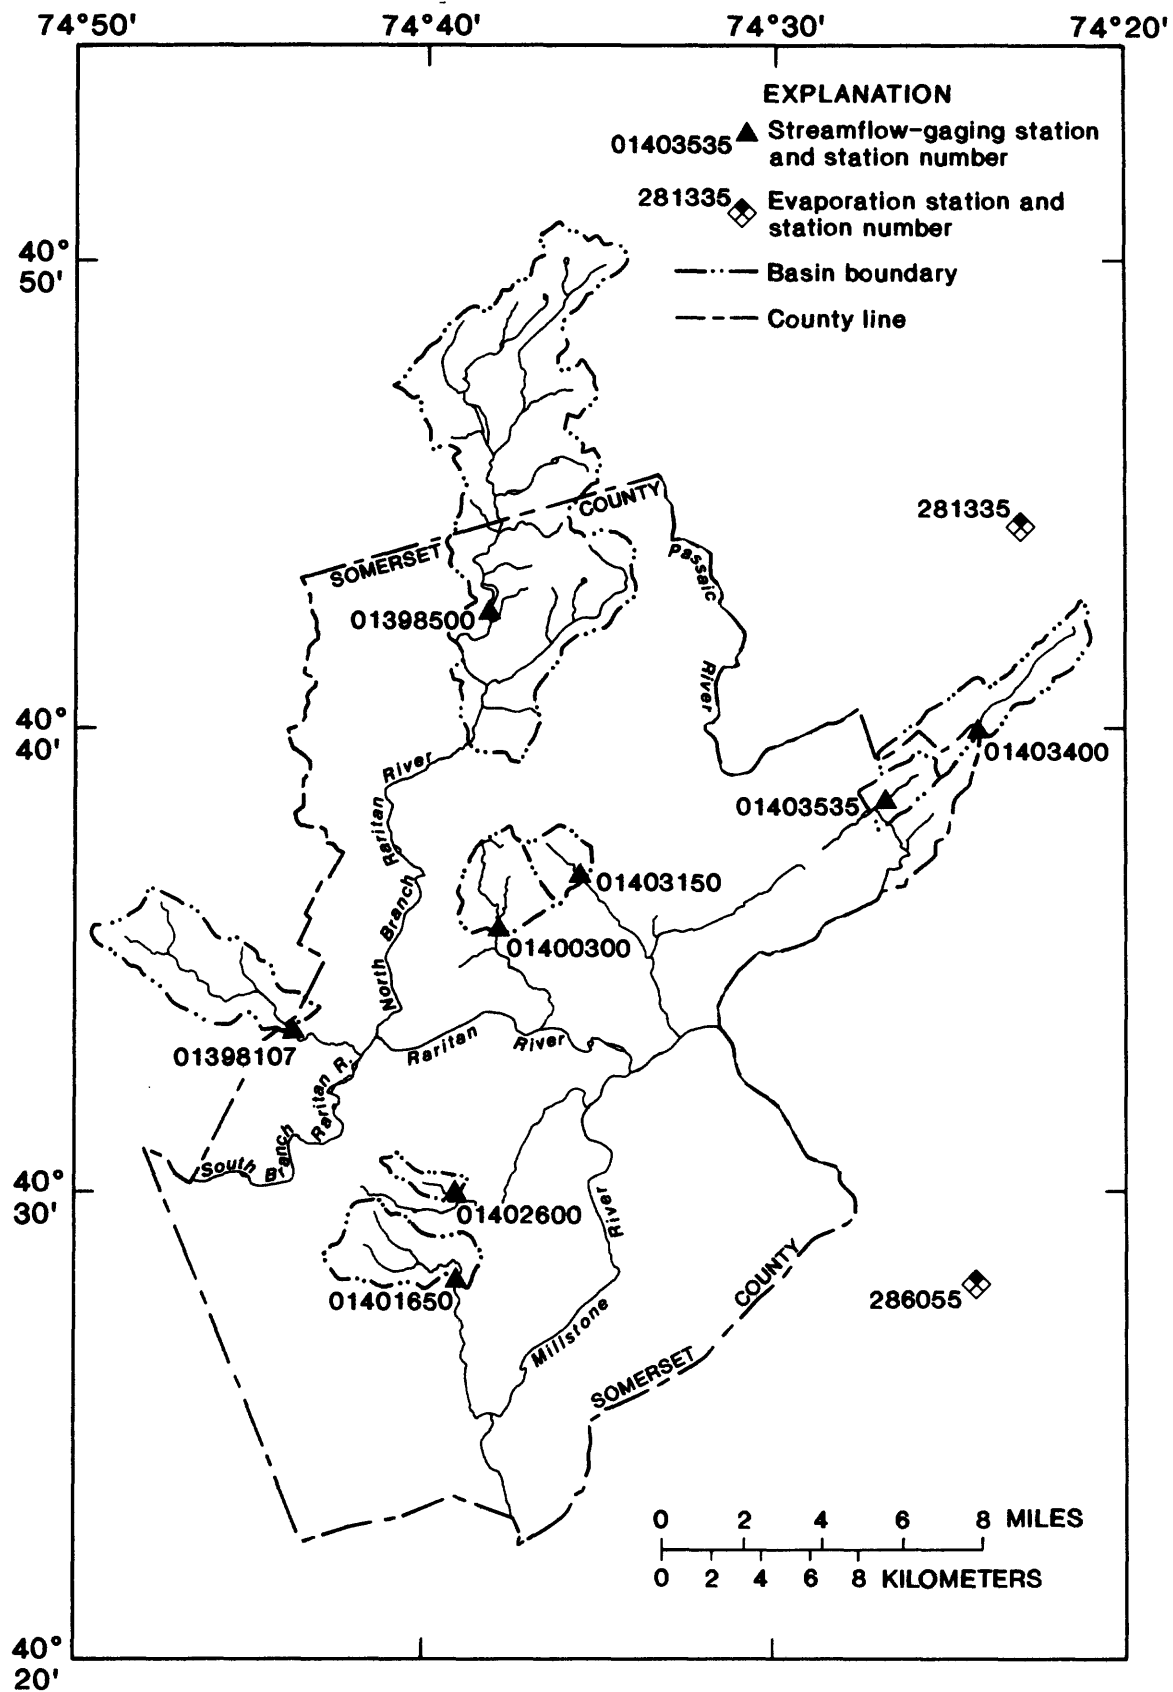 74°50' 74°40' 74°30' 74°20'
EXPLANATION
01403535 Streamflow-gaging station
and station number
281335 Evaporation station and
station number
Basin boundary
County line
40°
50'
SOMERSET COUNTY
281335
Passaic
River
01398500
40°
40'
01403400
01403535
River
Raritan
Branch
North
01403150
01400300
01398107
Raritan River
Raritan R.
Branch
South
40°
30'
01402600
River
Millstone
01401650
SOMERSET COUNTY
286055
0 2 4 6 8 MILES
0 2 4 6 8 KILOMETERS
40°
20'